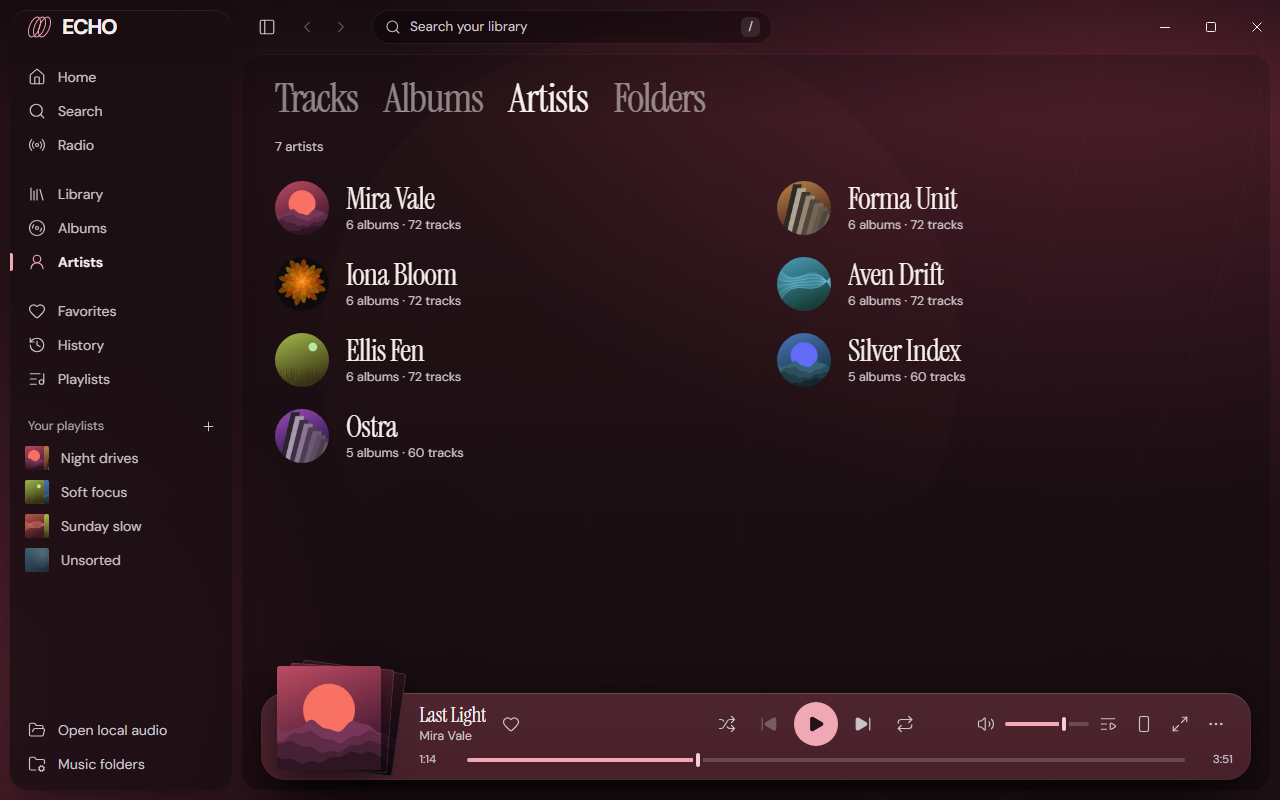 ECHO
Search your library
/
Home
Search
Radio
Library
Albums
Artists
Favorites
History
Playlists
Your playlists
Night drives
Soft focus
Sunday slow
Unsorted
Open local audio
Music folders
Tracks Albums Artists Folders
7 artists
Mira Vale
6 albums · 72 tracks
Forma Unit
6 albums · 72 tracks
Iona Bloom
6 albums · 72 tracks
Aven Drift
6 albums · 72 tracks
Ellis Fen
6 albums · 72 tracks
Silver Index
5 albums · 60 tracks
Ostra
5 albums · 60 tracks
Last Light
Mira Vale
1:14
3:51